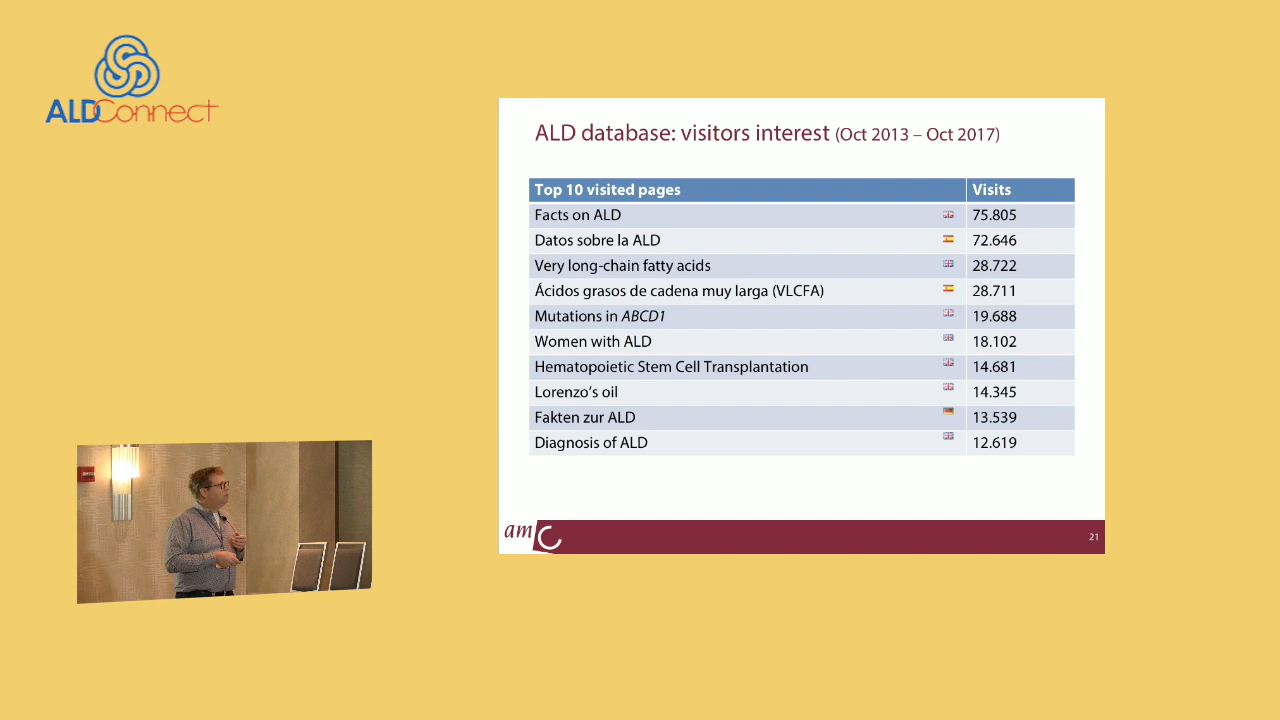 ALDConnect
ALD database: visitors interest (Oct 2013 – Oct 2017)
Top 10 visited pages Visits
Facts on ALD 75.805
Datos sobre la ALD 72.646
Very long-chain fatty acids 28.722
Ácidos grasos de cadena muy larga (VLCFA) 28.711
Mutations in ABCD1 19.688
Women with ALD 18.102
Hematopoietic Stem Cell Transplantation 14.681
Lorenzo's oil 14.345
Fakten zur ALD 13.539
Diagnosis of ALD 12.619
amc 21